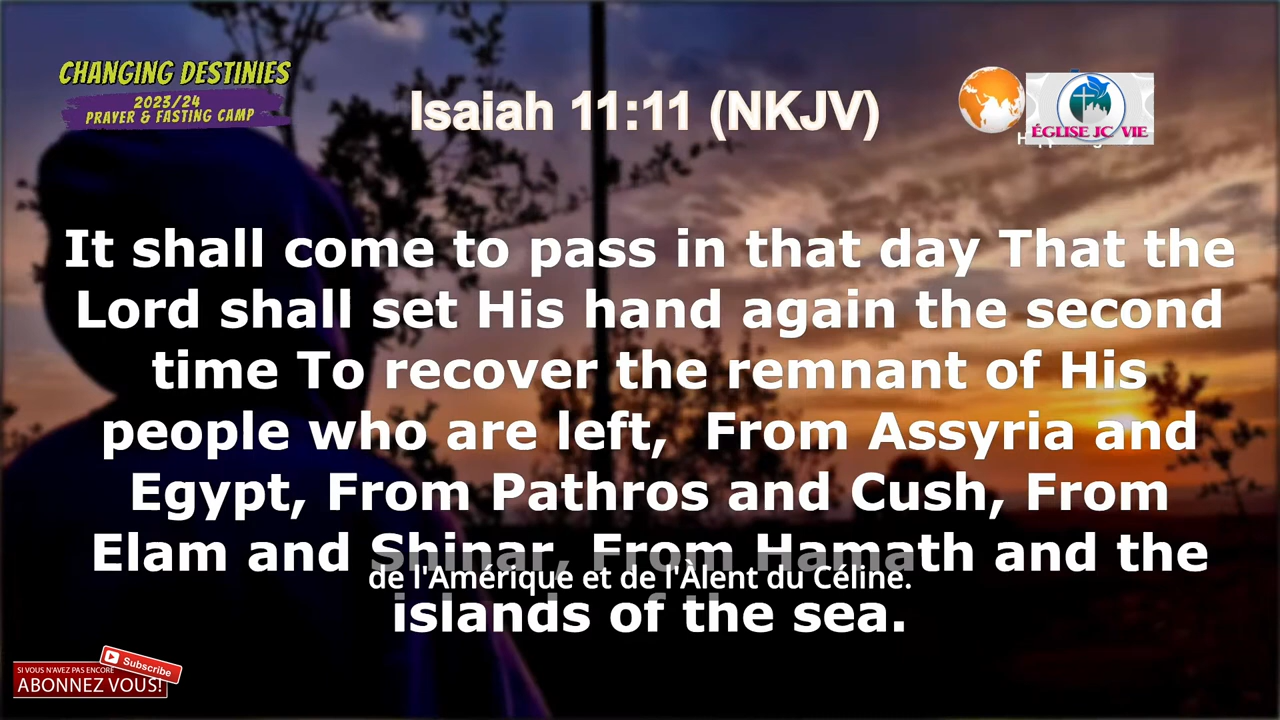 CHANGING DESTINIES
2023/24
PRAYER & FASTING CAMP
Isaiah 11:11 (NKJV)
ÉGLISE JC VIE
It shall come to pass in that day That the
Lord shall set His hand again the second
time To recover the remnant of His
people who are left, From Assyria and
Egypt, From Pathros and Cush, From
Elam and Shinar, From Hamath and the
islands of the sea.
de l'Amérique et de l'Àlent du Céline.
SI VOUS N'AVEZ PAS ENCORE
Subscribe
ABONNEZ VOUS!